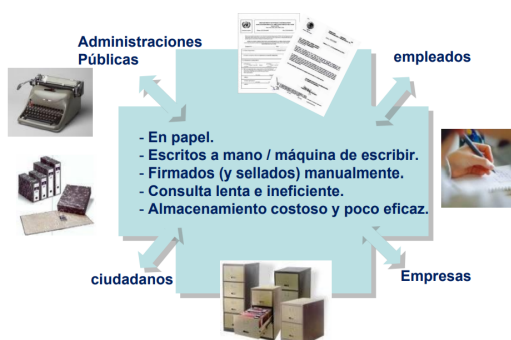 Administraciones
Públicas
empleados
- En papel.
- Escritos a mano / máquina de escribir.
- Firmados (y sellados) manualmente.
- Consulta lenta e ineficiente.
- Almacenamiento costoso y poco eficaz.
ciudadanos
Empresas